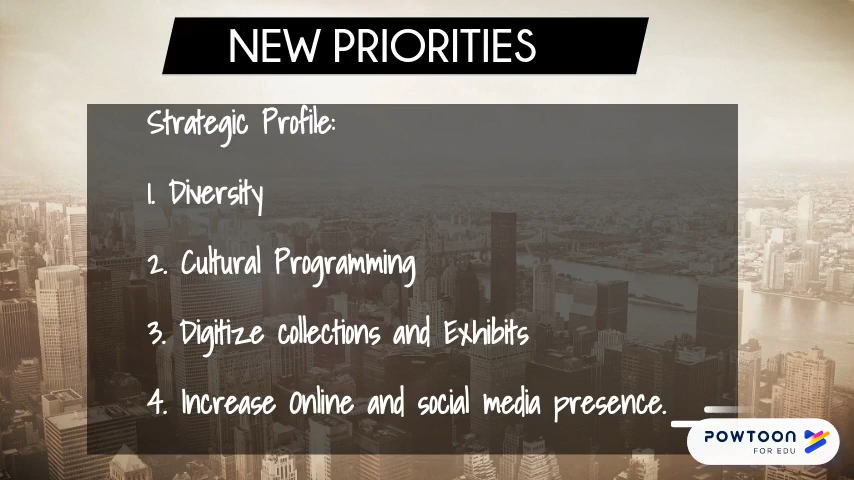 NEW PRIORITIES
Strategic Profile:
1. Diversity
2. Cultural Programming
3. Digitize collections and Exhibits
4. Increase Online and social media presence.
POWTOON
FOR EDU